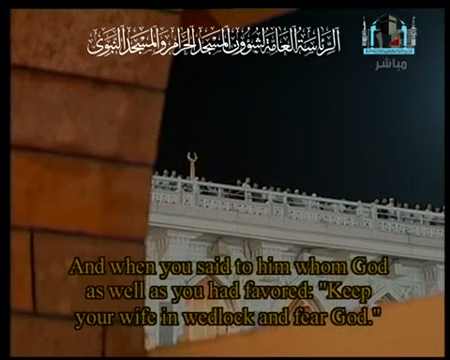 الرئاسة العامة لشؤون المسجد الحرام والمسجد النبوي
مباشر
And when you said to him whom God
as well as you had favored: "Keep
your wife in wedlock and fear God."